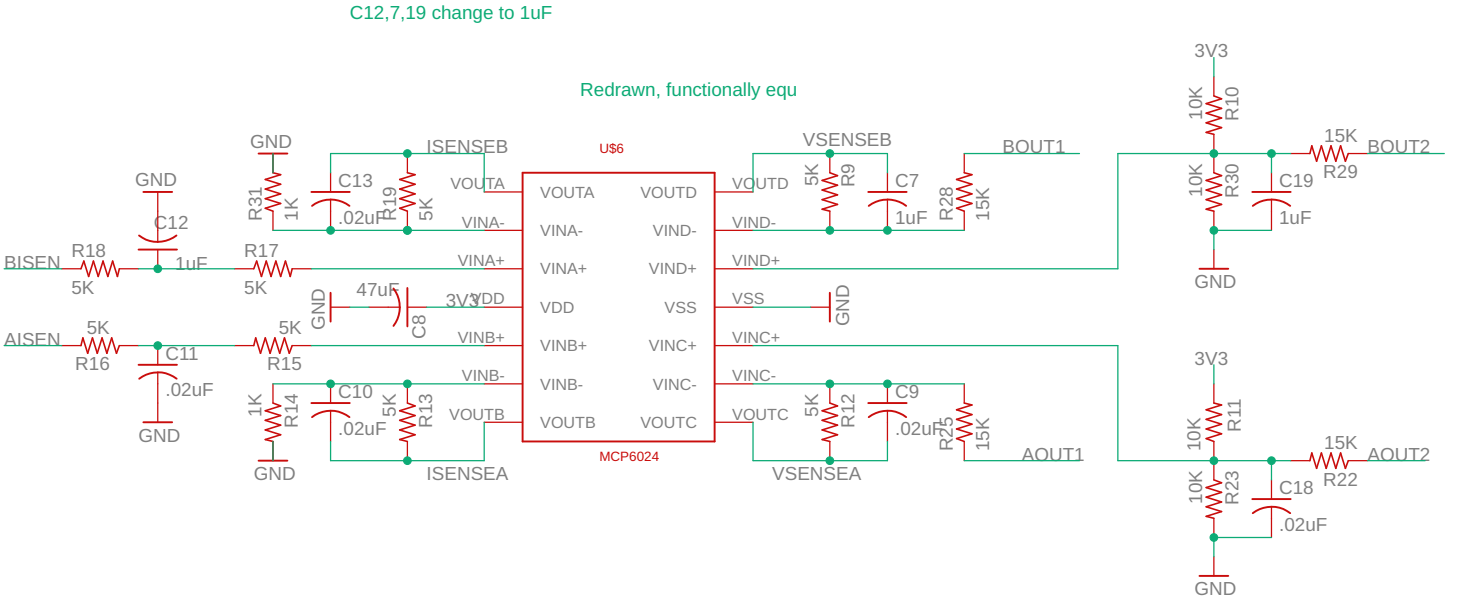 C12,7,19 change to 1uF
Redrawn, functionally equ
3V3
10K
R10
15K
BOUT2
R29
10K
R30
C19
1uF
GND
GND
R31
1K
C13
.02uF
R19
5K
ISENSEB
VOUTA
VINA-
GND
C12
1uF
BISEN
R18
5K
R17
5K
VINA+
GND
47uF
C8
3V3
VDD
AISEN
5K
R16
C11
.02uF
GND
5K
R15
VINB+
VINB-
1K
R14
GND
C10
.02uF
5K
R13
VOUTB
ISENSEA
U$6
VOUTA
VOUTD
VINA-
VIND-
VINA+
VIND+
VDD
VSS
VINB+
VINC+
VINB-
VINC-
VOUTB
VOUTC
MCP6024
VSENSEB
VOUTD
5K
R9
C7
1uF
BOUT1
R28
15K
VIND-
VIND+
VSS
GND
VINC+
VINC-
VOUTC
5K
R12
C9
.02uF
R25
15K
VSENSEA
AOUT1
3V3
10K
R11
15K
AOUT2
R22
10K
R23
C18
.02uF
GND